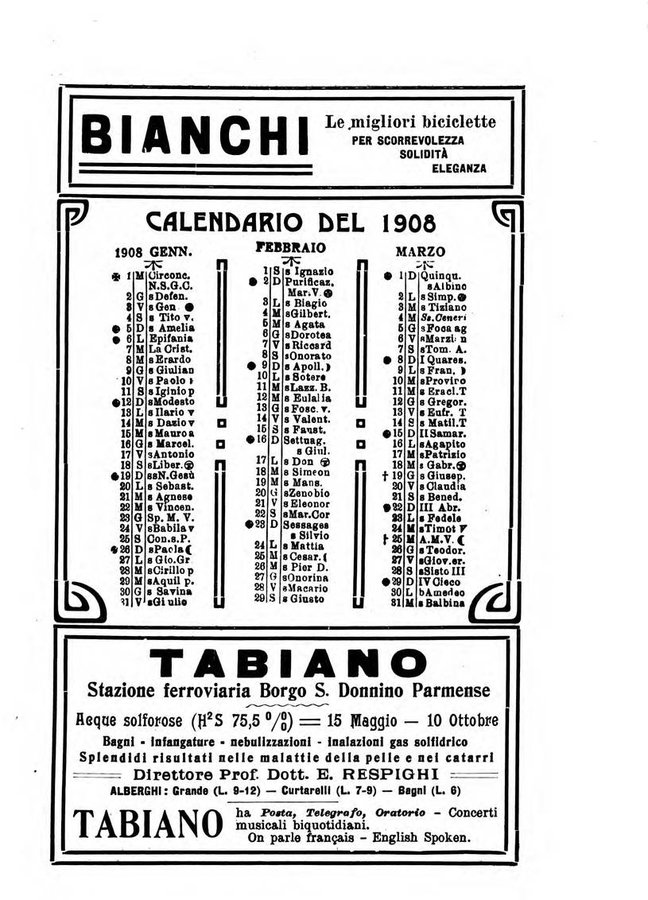 BIANCHI
Le migliori biciclette
PER SCORREVOLEZZA
SOLIDITÀ
ELEGANZA
CALENDARIO DEL 1908
1908 GENN.
1 M Circonc.
N.S.G.C.
2 G s Defen.
3 V s Gen
4 S s Tito v.
5 D s Amelia
6 L Epifania
7 M La Crist.
8 M s Erardo
9 G s Giulian
10 V s Paolo
11 S s Iginio p
12 D s Modesto
13 L s Ilario v
14 M s Dazio v
15 M s Mauro a
16 G s Marcel.
17 V s Antonio
18 S s Liber.
19 D ss N. Gesù
20 L s Sebast.
21 M s Agnese
22 M s Vincen.
23 G Sp. M. V.
24 V s Babila v
25 S Con. s P.
26 D s Paola
27 L s Gio. Gr
28 M s Cirillo p
29 M s Aquil p.
30 G s Savina
31 V s Giulio
FEBBRAIO
1 S s Ignazio
2 D Purificaz.
Mar. V.
3 L s Biagio
4 M s Gilbert.
5 M s Agata
6 G s Dorotea
7 V s Riccard
8 S s Onorato
9 D s Apoll.
10 L s Sotere
11 M s Lazz. B.
12 M s Eulalia
13 G s Fosc. v.
14 V s Valent.
15 S s Faust.
16 D Settuag.
s Giul.
17 L s Don
18 M s Simeon
19 M s Mans.
20 G s Zenobio
21 V s Eleonor
22 S s Mar. Cor
23 D Sessages
s Silvio
24 L s Mattia
25 M s Cesar.
26 M s Pier D.
27 G s Onorina
28 V s Macario
29 S s Giusto
MARZO
1 D Quinqu.
s Albino
2 L s Simp.
3 M s Tiziano
4 M Ss. Ceneri
5 G s Foca ag
6 V s Marzi n
7 S s Tom. A.
8 D I Quares.
9 L s Fran.
10 M s Proviro
11 M s Eracl. T
12 G s Gregor.
13 V s Eufr. T
14 S s Matil. T
15 D II Samar.
16 L s Agapito
17 M s Patrizio
18 M s Gabr.
† 19 G s Giusep.
20 V s Claudia
21 S s Bened.
22 D III Abr.
23 L s Fedele
24 M s Timot
† 25 M A. M. V.
26 G s Teodor.
27 V s Giov. er.
28 S s Sisto III
29 D IV Cieco
30 L b Amedeo
31 M s Balbina
TABIANO
Stazione ferroviaria Borgo S. Donnino Parmense
Acque solforose (H²S 75,5 %) = 15 Maggio — 10 Ottobre
Bagni - infangature - nebulizzazioni - inalazioni gas solfidrico
Splendidi risultati nelle malattie della pelle e nei catarri
Direttore Prof. Dott. E. RESPIGHI
ALBERGHI: Grande (L. 9-12) — Curtarelli (L. 7-9) — Bagni (L. 6)
TABIANO
ha Posta, Telegrafo, Oratorio - Concerti
musicali biquotidiani.
On parle français - English Spoken.